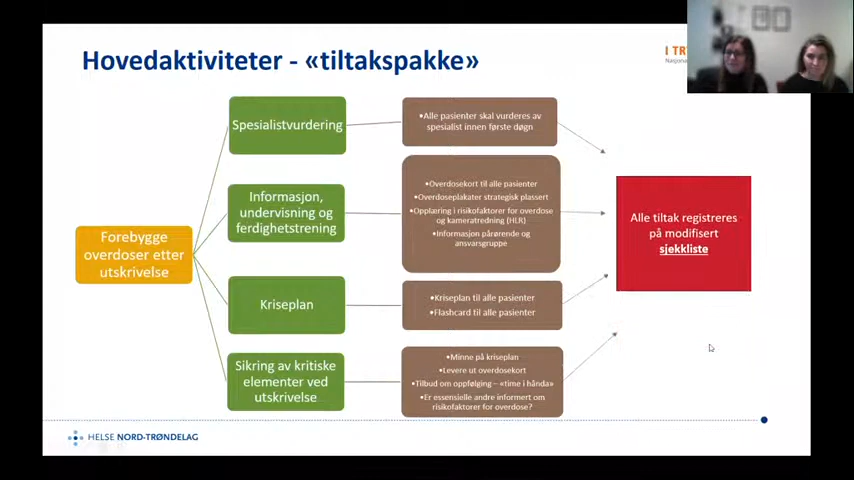 Hovedaktiviteter - «tiltakspakke»
I TR
Nasjona
Forebygge
overdoser etter
utskrivelse
Spesialistvurdering
•Alle pasienter skal vurderes av
spesialist innen første døgn
Informasjon,
undervisning og
ferdighetstrening
•Overdosekort til alle pasienter
•Overdoseplakater strategisk plassert
•Opplæring i risikofaktorer for overdose
og kameratredning (HLR)
•Informasjon pårørende og
ansvarsgruppe
Kriseplan
•Kriseplan til alle pasienter
•Flashcard til alle pasienter
Sikring av kritiske
elementer ved
utskrivelse
•Minne på kriseplan
•Levere ut overdosekort
•Tilbud om oppfølging – «time i hånda»
•Er essensielle andre informert om
risikofaktorer for overdose?
Alle tiltak registreres
på modifisert
sjekkliste
HELSE NORD-TRØNDELAG